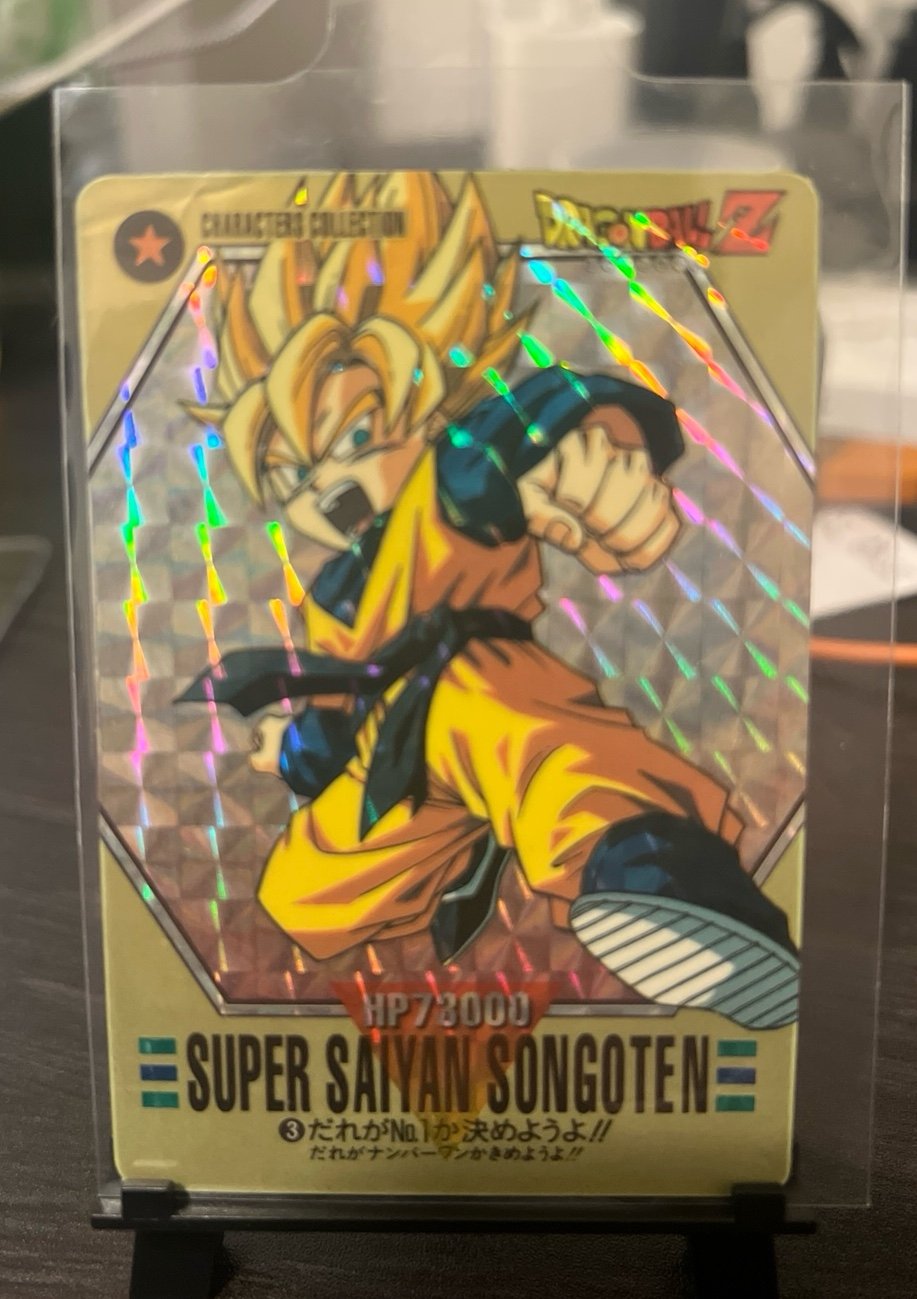 CHARACTERS COLLECTION
DRAGON BALL Z
HP73000
SUPER SAIYAN SONGOTEN
❸だれがNo.1か決めようよ!!
だれがナンバーワンかきめようよ!!